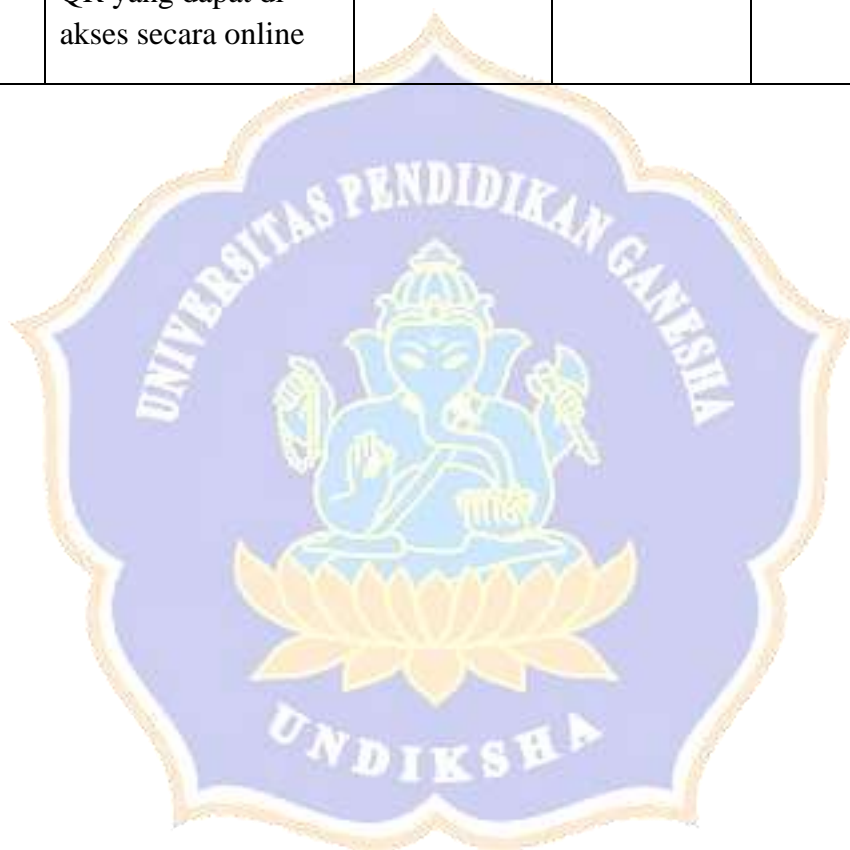 QR yang dapat di
akses secara online
UNIVERSITAS PENDIDIKAN GANESHA
UNDIKSHA